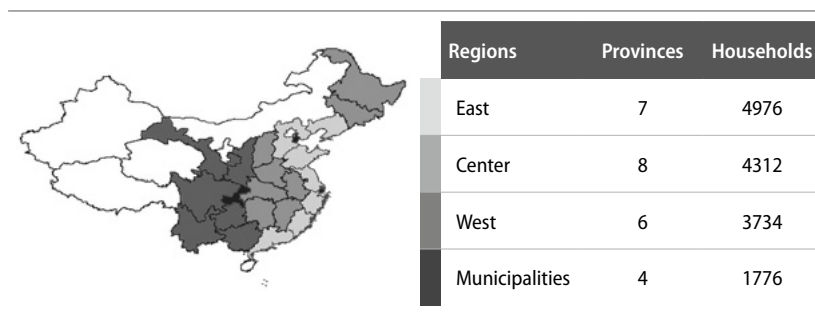 Regions Provinces Households
East 7 4976
Center 8 4312
West 6 3734
Municipalities 4 1776